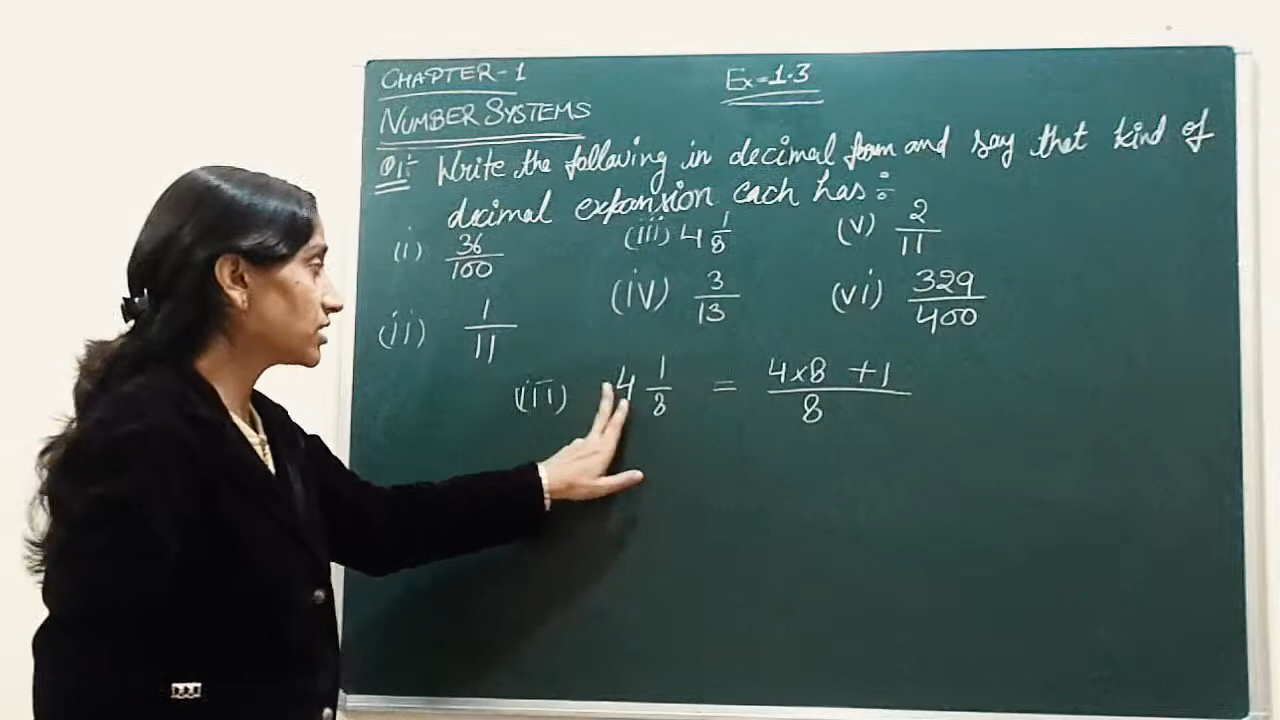 CHAPTER-1
Ex=1.3
NUMBER SYSTEMS
Q1:- Write the following in decimal form and say that kind of
decimal expansion each has :
(i) 36/100
(iii) 4 1/8
(v) 2/11
(ii) 1/11
(iv) 3/13
(vi) 329/400
(iii) 4 1/8 = 4×8 +1/8